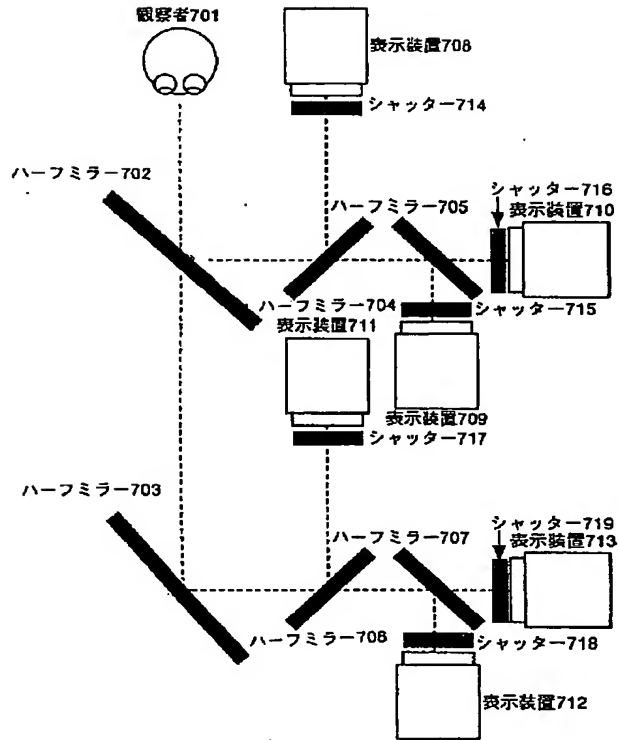 観察者701
表示装置708
シャッター714
ハーフミラー702
シャッター716
ハーフミラー705
表示装置710
ハーフミラー704
シャッター715
表示装置711
表示装置709
シャッター717
ハーフミラー703
シャッター719
ハーフミラー707
表示装置713
ハーフミラー706
シャッター718
表示装置712